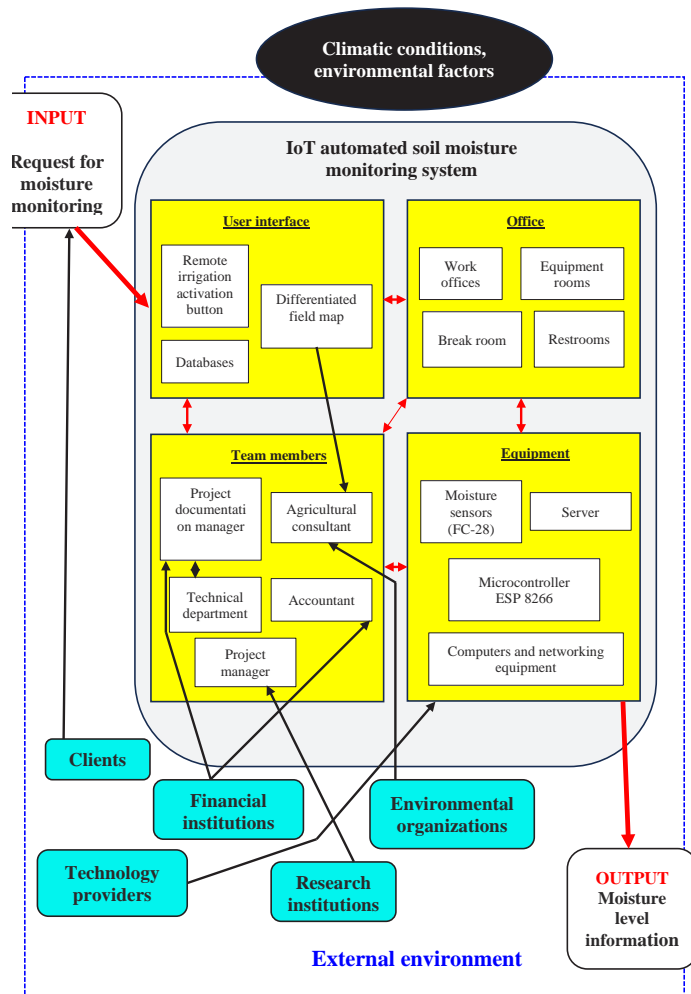 Climatic conditions,
environmental factors
INPUT
Request for
moisture
monitoring
IoT automated soil moisture
monitoring system
User interface
Remote
irrigation
activation
button
Differentiated
field map
Databases
Office
Work
offices
Equipment
rooms
Break room
Restrooms
Team members
Project
documentati
on manager
Agricultural
consultant
Technical
department
Accountant
Project
manager
Equipment
Moisture
sensors
(FC-28)
Server
Microcontroller
ESP 8266
Computers and networking
equipment
Clients
Financial
institutions
Environmental
organizations
Technology
providers
Research
institutions
OUTPUT
Moisture
level
information
External environment